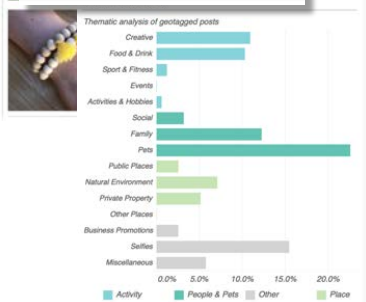 Thematic analysis of geotagged posts
Creative
Food & Drink
Sport & Fitness
Events
Activities & Hobbies
Social
Family
Pets
Public Places
Natural Environment
Private Property
Other Places
Business Promotions
Selfies
Miscellaneous
0.0% 5.0% 10.0% 15.0% 20.0%
Activity People & Pets Other Place